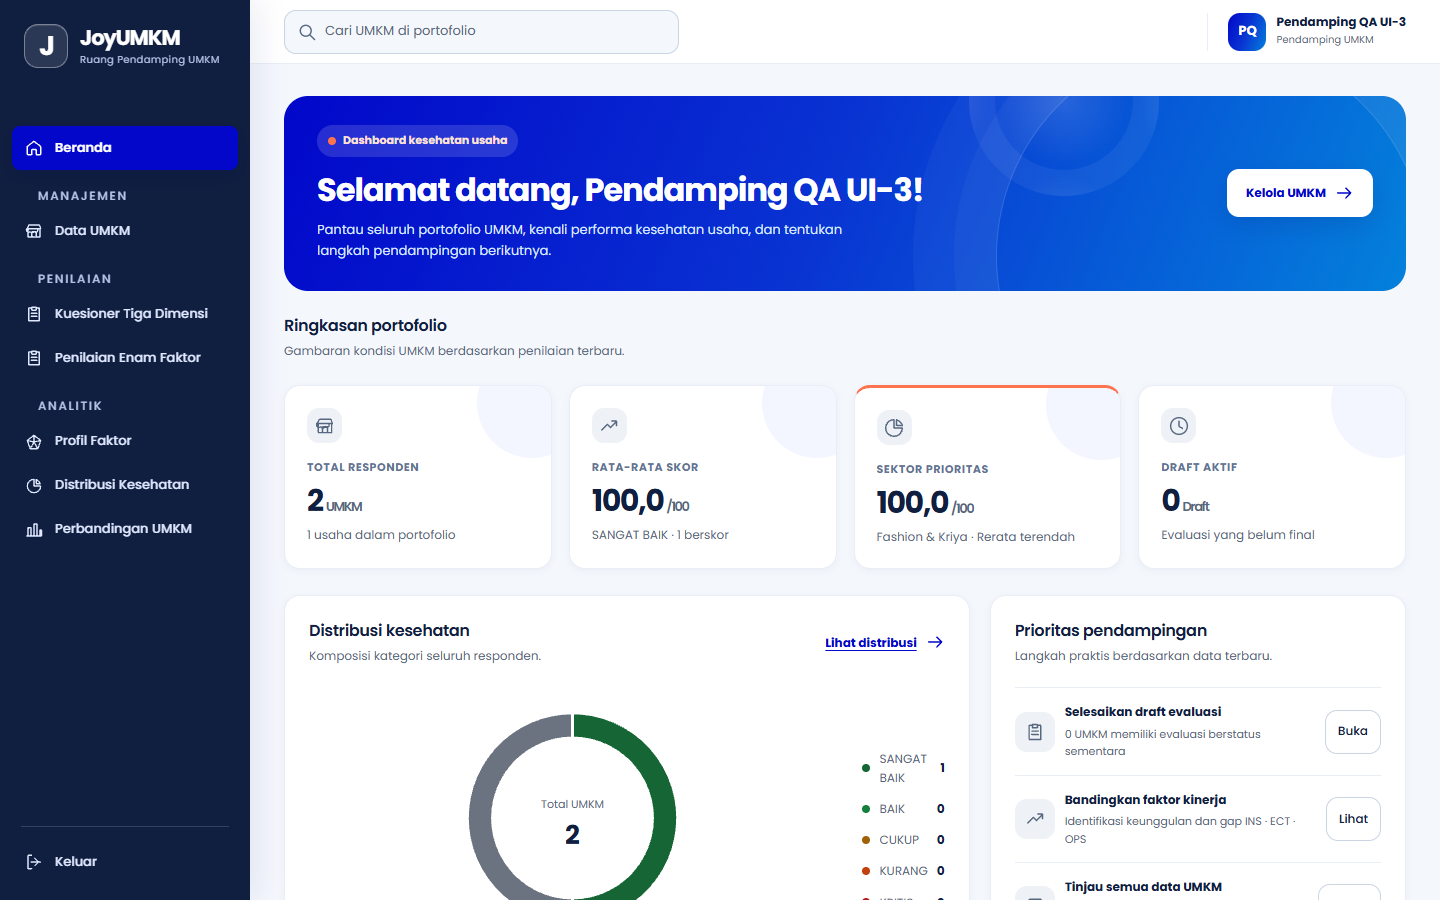 J
JoyUMKM
Ruang Pendamping UMKM
Beranda
MANAJEMEN
Data UMKM
PENILAIAN
Kuesioner Tiga Dimensi
Penilaian Enam Faktor
ANALITIK
Profil Faktor
Distribusi Kesehatan
Perbandingan UMKM
Keluar
Cari UMKM di portofolio
PQ
Pendamping QA UI-3
Pendamping UMKM
Dashboard kesehatan usaha
Selamat datang, Pendamping QA UI-3!
Pantau seluruh portofolio UMKM, kenali performa kesehatan usaha, dan tentukan
langkah pendampingan berikutnya.
Kelola UMKM
Ringkasan portofolio
Gambaran kondisi UMKM berdasarkan penilaian terbaru.
TOTAL RESPONDEN
2 UMKM
1 usaha dalam portofolio
RATA-RATA SKOR
100,0 /100
SANGAT BAIK · 1 berskor
SEKTOR PRIORITAS
100,0 /100
Fashion & Kriya · Rerata terendah
DRAFT AKTIF
0 Draft
Evaluasi yang belum final
Distribusi kesehatan
Komposisi kategori seluruh responden.
Lihat distribusi
Total UMKM
2
SANGAT
BAIK 1
BAIK 0
CUKUP 0
KURANG 0
Prioritas pendampingan
Langkah praktis berdasarkan data terbaru.
Selesaikan draft evaluasi
0 UMKM memiliki evaluasi berstatus
sementara
Buka
Bandingkan faktor kinerja
Identifikasi keunggulan dan gap INS · ECT ·
OPS
Lihat
Tinjau semua data UMKM